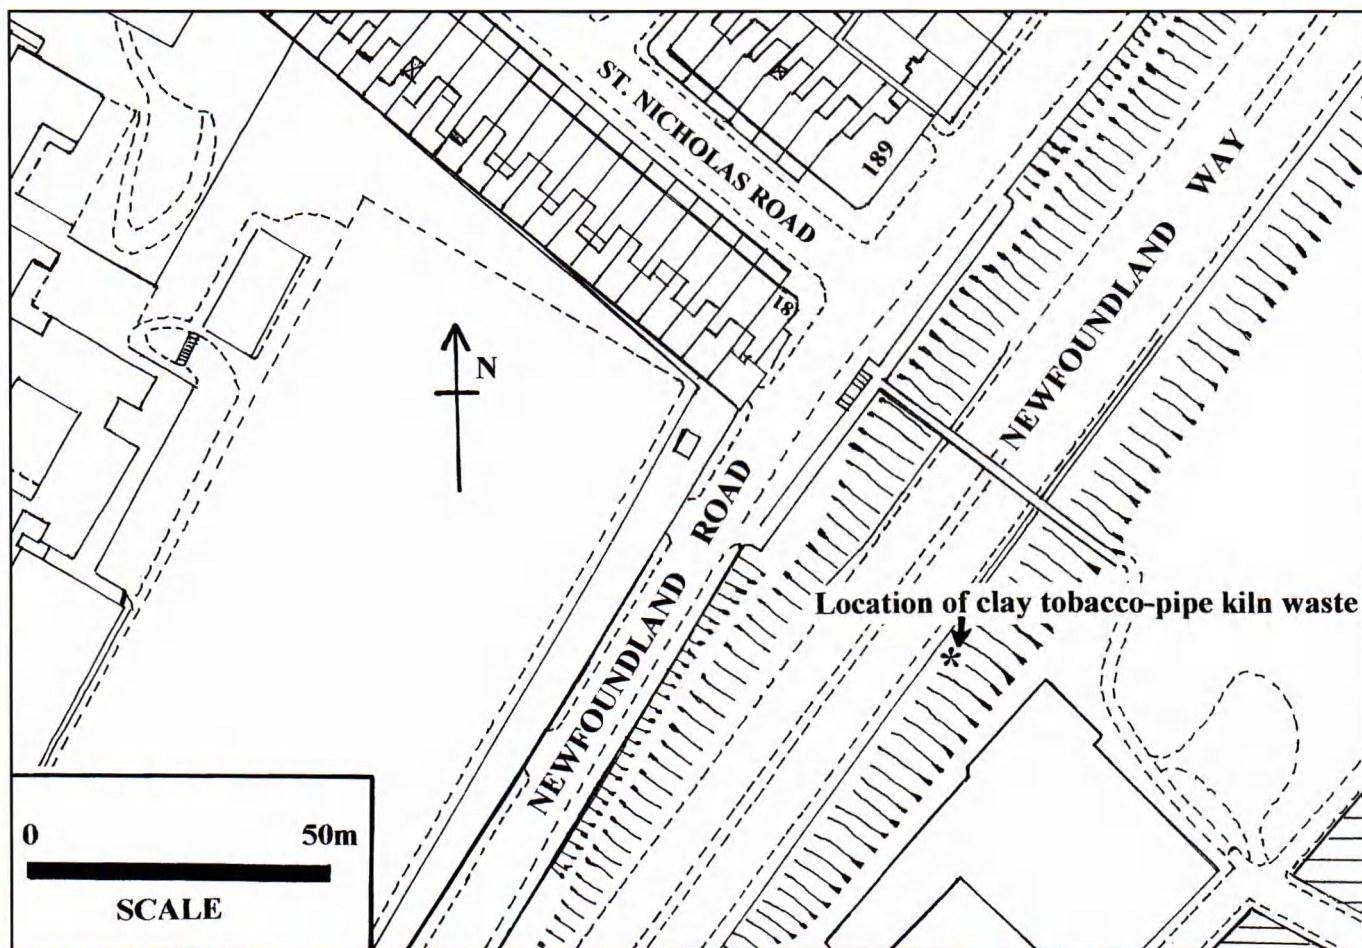 ST. NICHOLAS ROAD
189
NEWFOUNDLAND WAY
18
N
NEWFOUNDLAND ROAD
Location of clay tobacco-pipe kiln waste
*
0 50m
SCALE